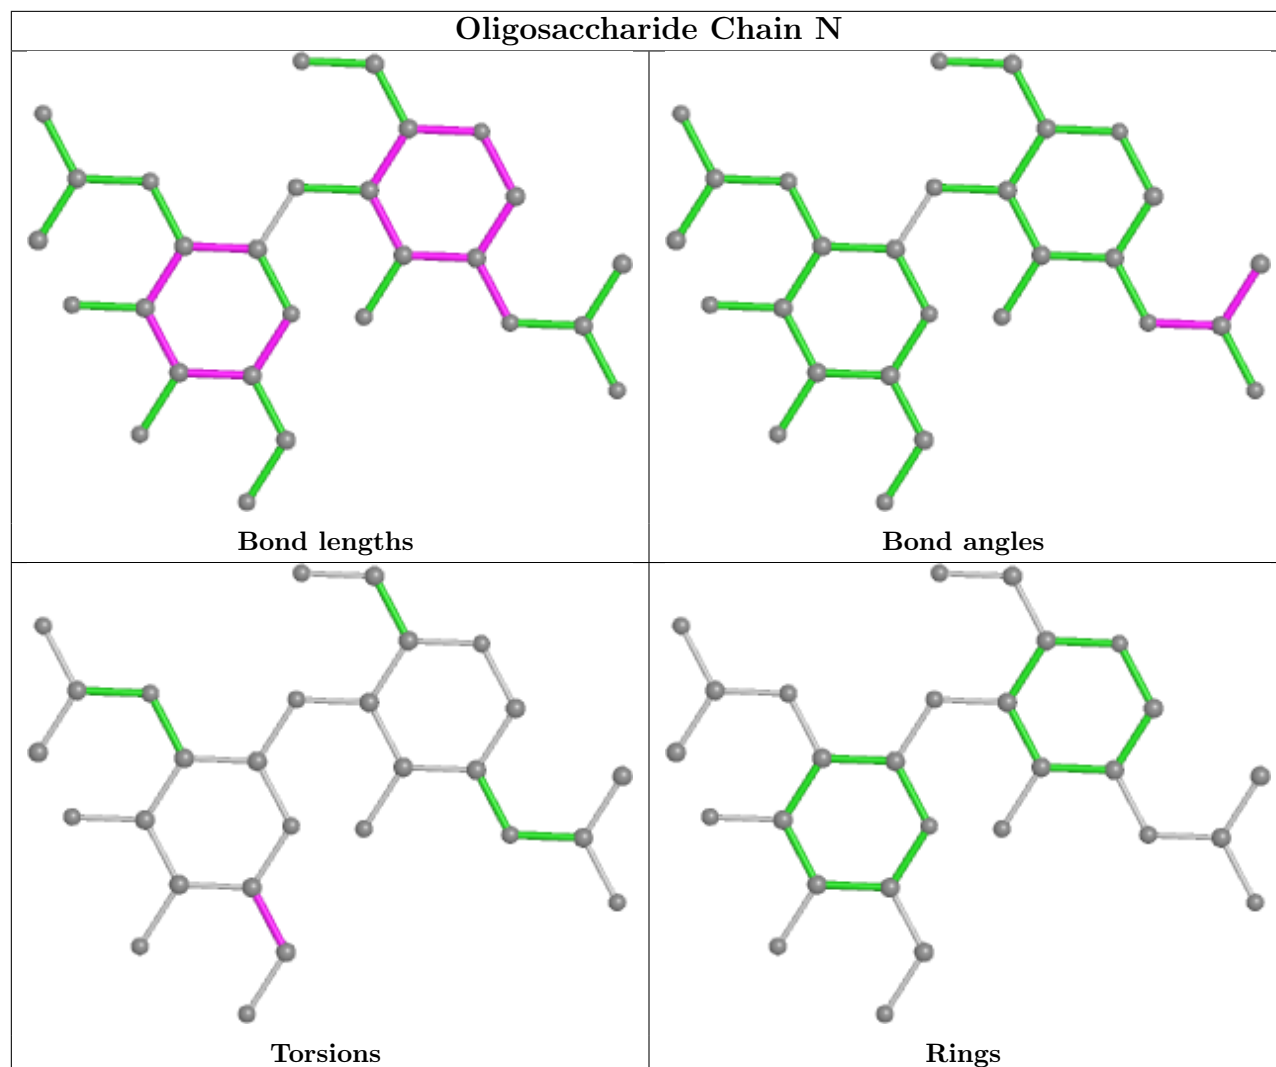 Oligosaccharide Chain N
Bond lengths
Bond angles
Torsions
Rings